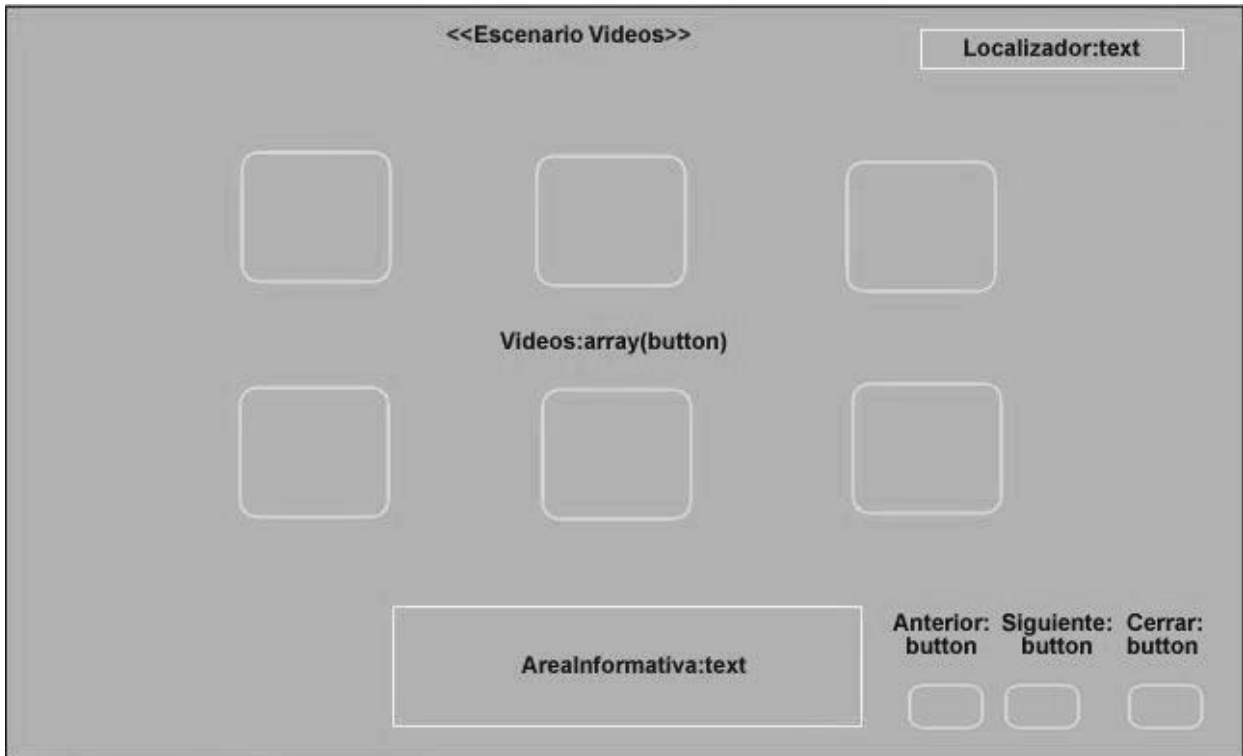 <<Escenario Videos>>
Localizador:text
Videos:array(button)
AreaInformativa:text
Anterior:
button
Siguiente:
button
Cerrar:
button